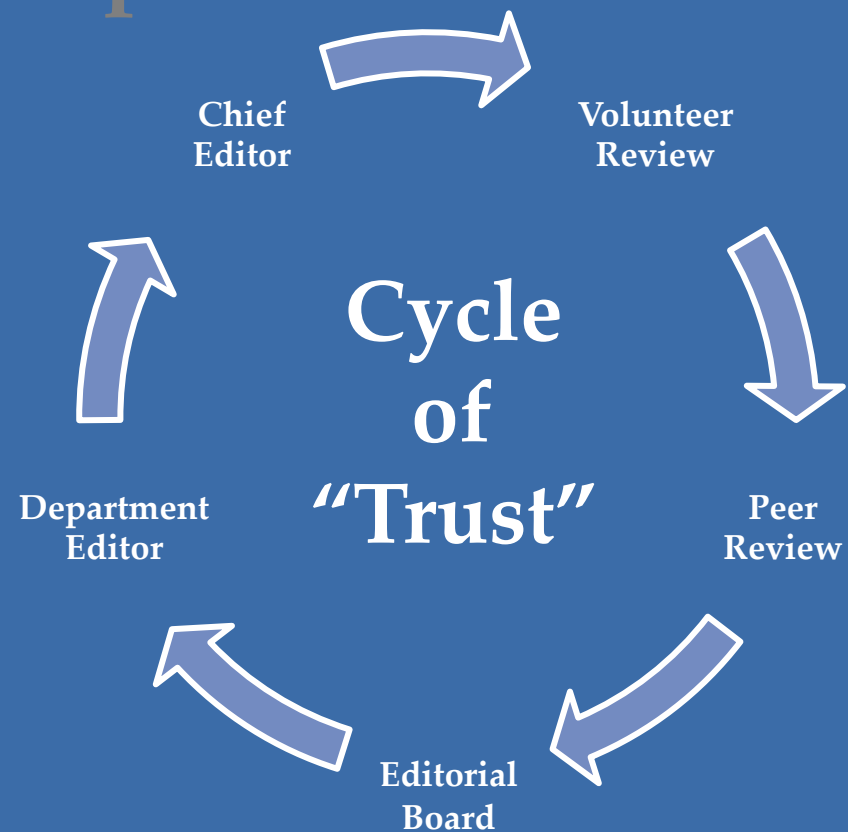 Chief
Editor
Volunteer
Review
Cycle
of
“Trust”
Department
Editor
Peer
Review
Editorial
Board